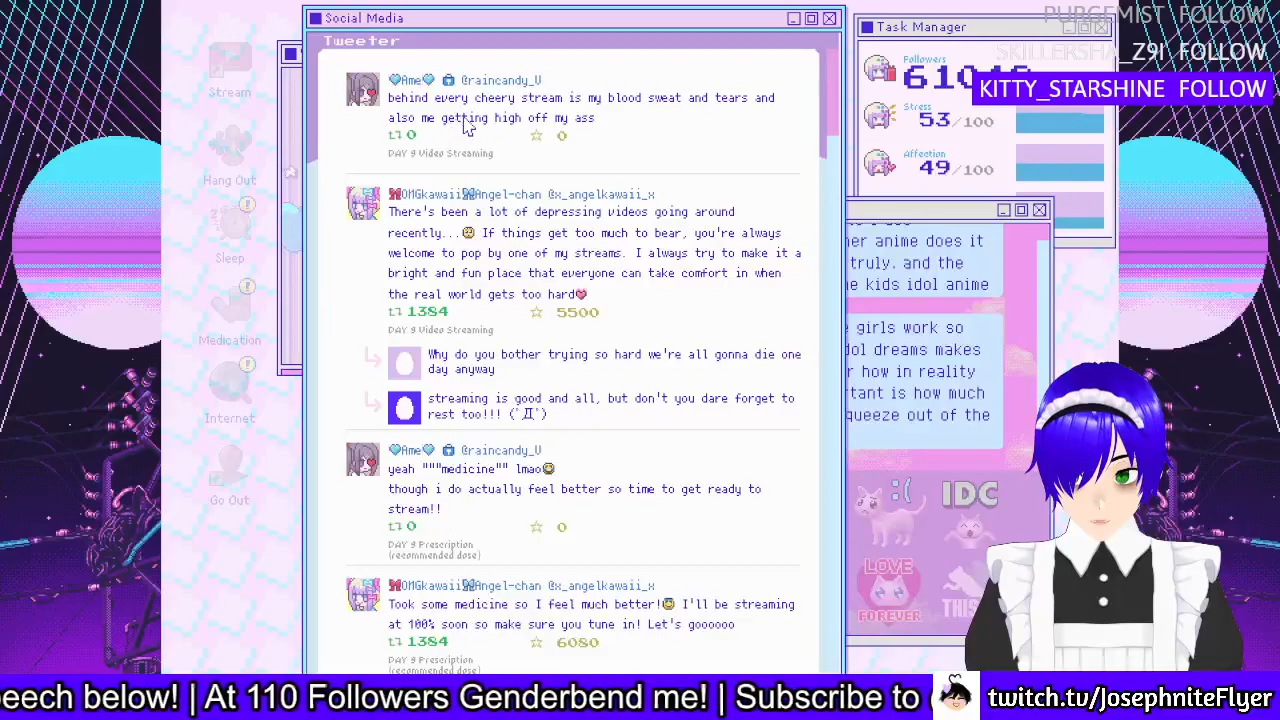 Social Media
Tweeter
Ame @raincandy_U
behind every cheery stream is my blood sweat and tears and
also me getting high off my ass
0 0
DAY 9 Video Streaming
OMGkawaii Angel-chan @x_angelkawaii_x
There's been a lot of depressing videos going around
recently... If things get too much to bear, you're always
welcome to pop by one of my streams. I always try to make it a
bright and fun place that everyone can take comfort in when
the real world gets too hard
1384 5500
DAY 9 Video Streaming
Why do you bother trying so hard we're all gonna die one
day anyway
streaming is good and all, but don't you dare forget to
rest too!!! (ﾟДﾟ)
Ame @raincandy_U
yeah """medicine"" lmao
though i do actually feel better so time to get ready to
stream!!
0 0
DAY 9 Prescription
(recommended dose)
OMGkawaii Angel-chan @x_angelkawaii_x
Took some medicine so I feel much better! I'll be streaming
at 100% soon so make sure you tune in! Let's goooooo
1384 6080
DAY 9 Prescription
(recommended dose)
Stream
Hang Out
Sleep
Medication
Internet
Go Out
Task Manager
Followers
Stress
53/100
Affection
49/100
PURGEMIST FOLLOW
SKILLERSHA_Z9I FOLLOW
KITTY_STARSHINE FOLLOW
her anime does it
truly. and the
kids idol anime
girls work so
dol dreams makes
r how in reality
tant is how much
queeze out of the
:( IDC
LOVE
FOREVER
THIS
peech below! | At 110 Followers Genderbend me! | Subscribe to
twitch.tv/JosephniteFlyer